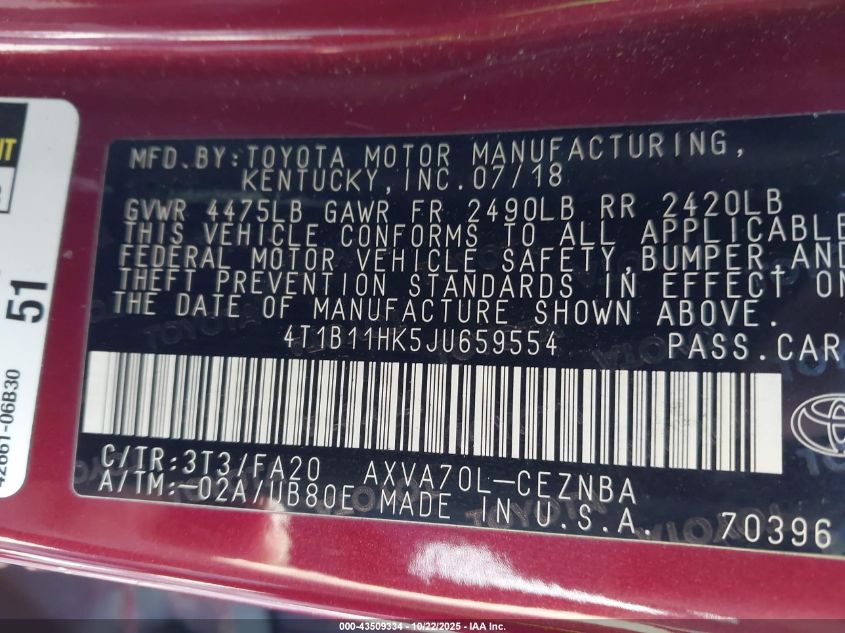 MFD.BY:TOYOTA MOTOR MANUFACTURING,
KENTUCKY,INC.07/18
GVWR 4475LB GAWR FR 2490LB RR 2420LB
THIS VEHICLE CONFORMS TO ALL APPLICABLE
FEDERAL MOTOR VEHICLE SAFETY,BUMPER,AND
THEFT PREVENTION STANDARDS IN EFFECT ON
THE DATE OF MANUFACTURE SHOWN ABOVE.
4T1B11HK5JU659554
PASS.CAR
C/TR:3T3/FA20 AXVA70L-CEZNBA
A/TM:-02A/UB80E MADE IN U.S.A.
70396
51
42661-06B30
000-43509334 - 10/22/2025 - IAA Inc.